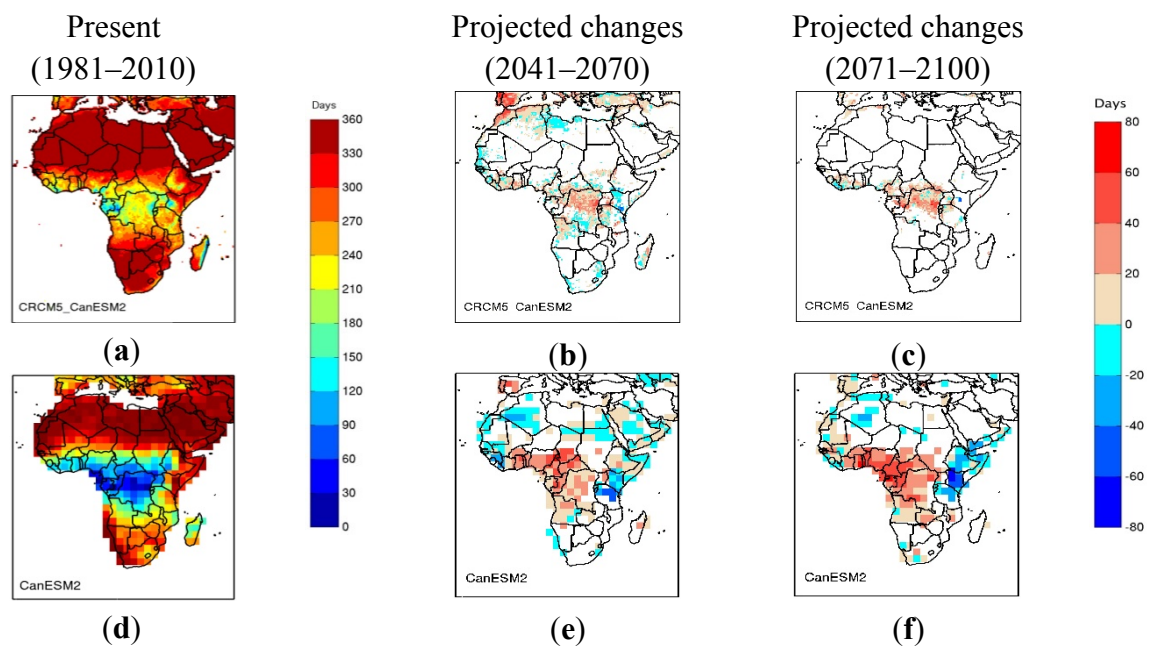 Present
(1981–2010)
Projected changes
(2041–2070)
Projected changes
(2071–2100)
Days
360
330
300
270
240
210
180
150
120
90
60
30
0
Days
80
60
40
20
0
-20
-40
-60
-80
CRCM5_CanESM2
CRCM5 CanESM2
CRCM5 CanESM2
(a)
(b)
(c)
CanESM2
CanESM2
CanESM2
(d)
(e)
(f)